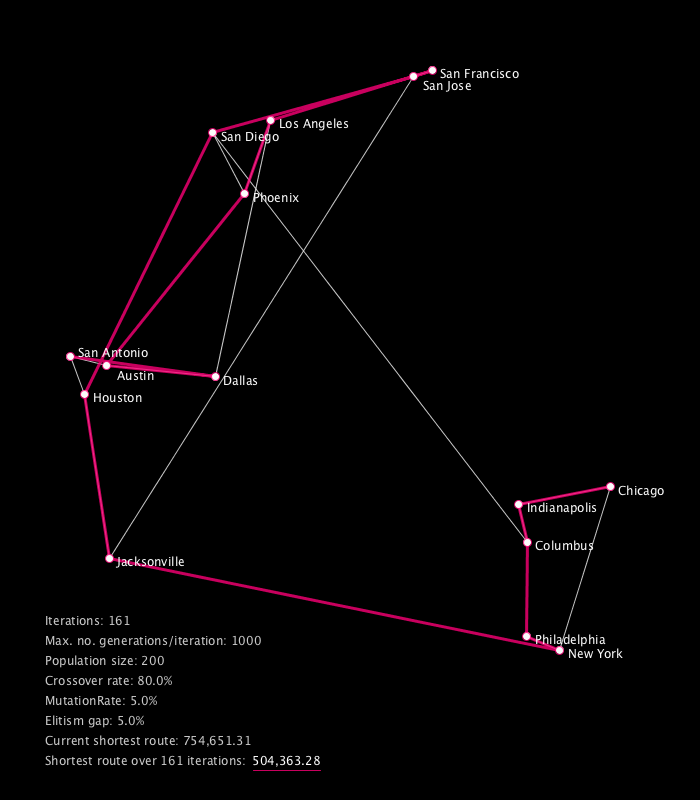 San Francisco
San Jose
Los Angeles
San Diego
Phoenix
San Antonio
Austin
Dallas
Houston
Chicago
Indianapolis
Columbus
Jacksonville
Philadelphia
New York
Iterations: 161
Max. no. generations/iteration: 1000
Population size: 200
Crossover rate: 80.0%
MutationRate: 5.0%
Elitism gap: 5.0%
Current shortest route: 754,651.31
Shortest route over 161 iterations: 504,363.28